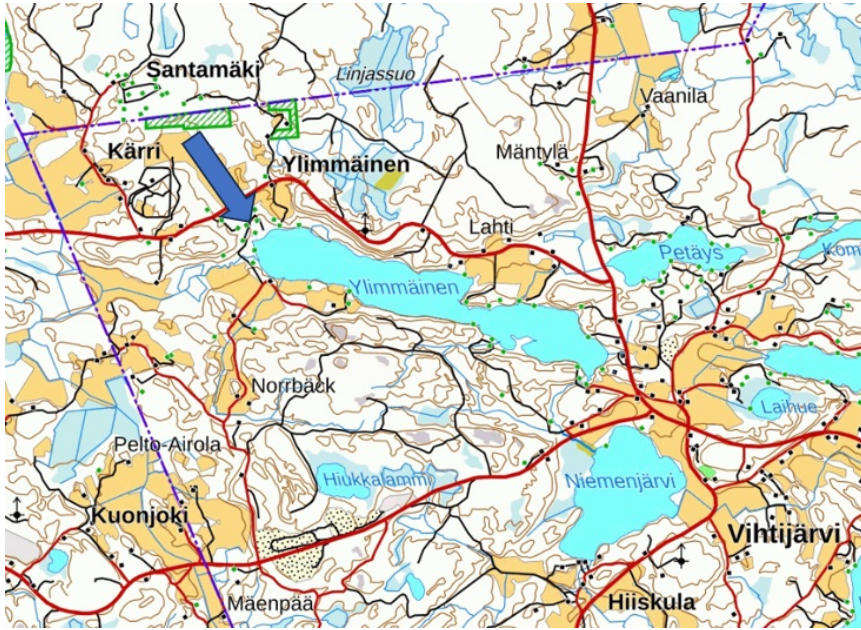 Santamäki
Linjassuo
Vaanila
Kärri
Ylimmäinen
Mäntylä
Lahti
Petäys
Kom
Ylimmäinen
Norrbäck
Laihue
Pelto-Airola
Hiukkalammi
Niemenjärvi
Kuonjoki
Vihtijärvi
Mäenpää
Hiiskula